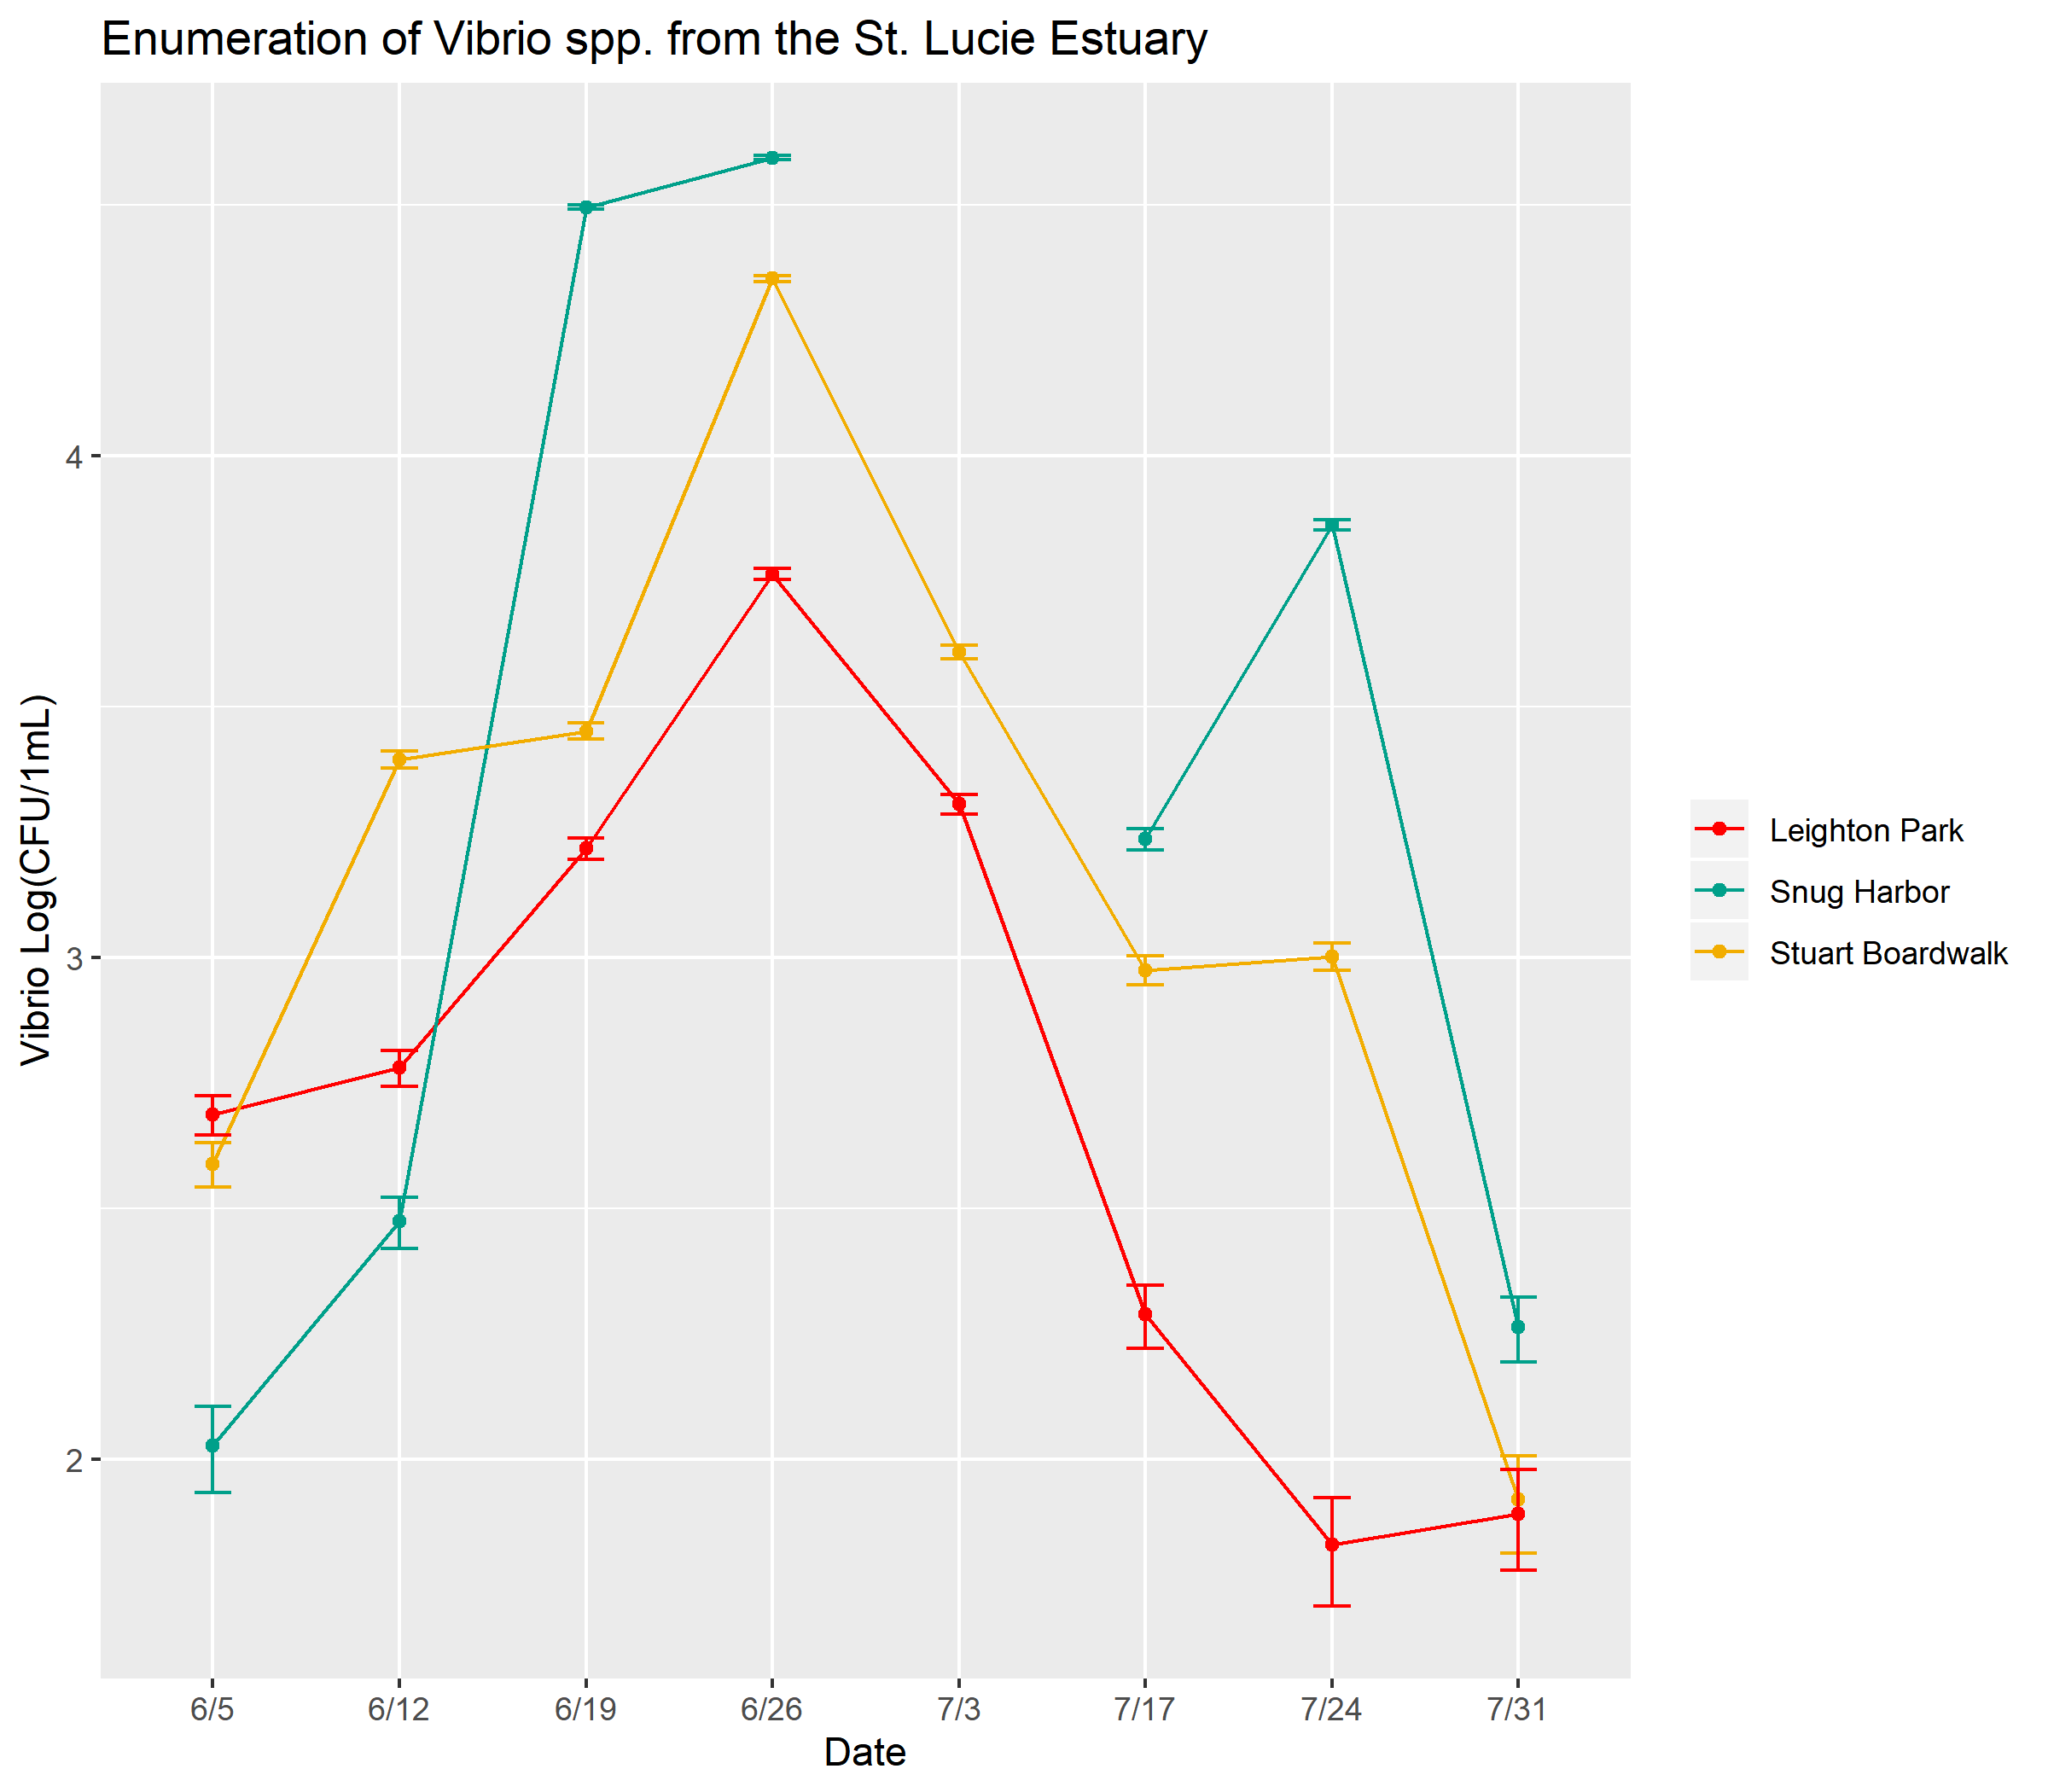 Enumeration of Vibrio spp. from the St. Lucie Estuary
Vibrio Log(CFU/1mL)
4
3
2
6/5 6/12 6/19 6/26 7/3 7/17 7/24 7/31
Date
Leighton Park
Snug Harbor
Stuart Boardwalk